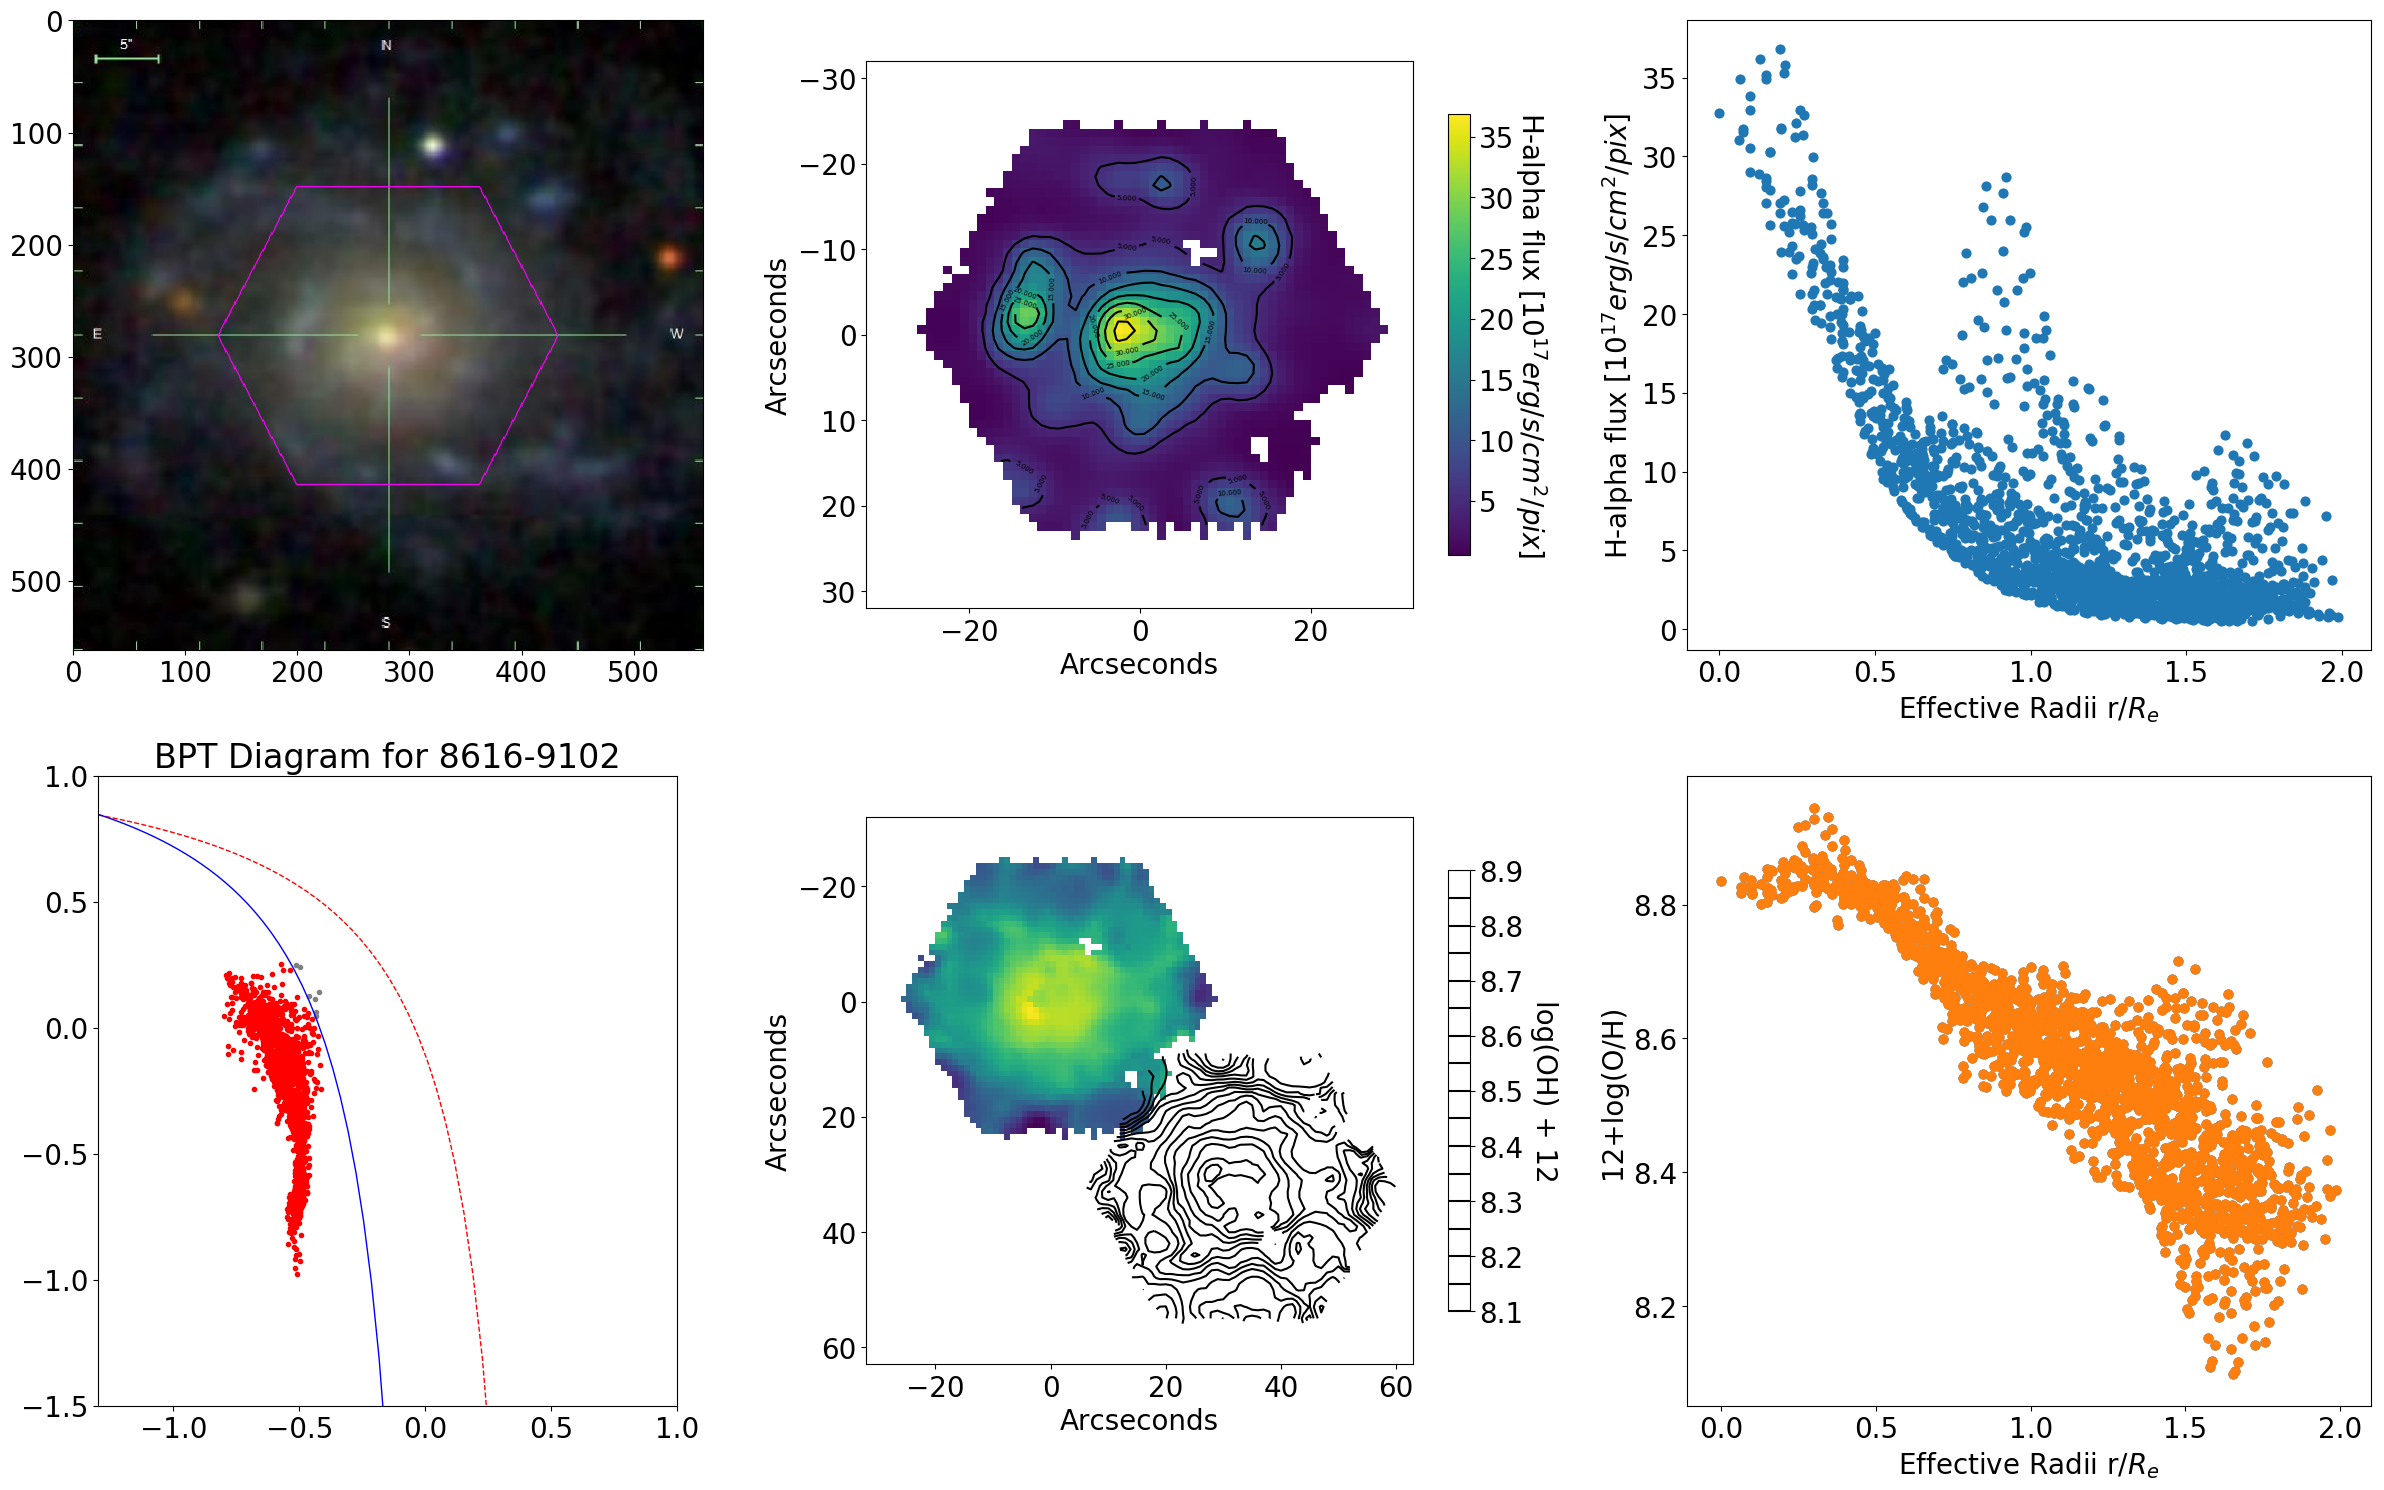 0
100
200
300
400
500
0 100 200 300 400 500
5"
N
E
W
S
−30
−20
−10
0
10
20
30
−20 0 20
Arcseconds
Arcseconds
35
30
25
20
15
10
5
H-alpha flux [10^17 erg/s/cm^2/pix]
35
30
25
20
15
10
5
0
H-alpha flux [10^17 erg/s/cm^2/pix]
0.0 0.5 1.0 1.5 2.0
Effective Radii r/R_e
BPT Diagram for 8616-9102
1.0
0.5
0.0
−0.5
−1.0
−1.5
−1.0 −0.5 0.0 0.5 1.0
−20
0
20
40
60
−20 0 20 40 60
Arcseconds
Arcseconds
8.9
8.8
8.7
8.6
8.5
8.4
8.3
8.2
8.1
log(OH) + 12
8.8
8.6
8.4
8.2
12+log(O/H)
0.0 0.5 1.0 1.5 2.0
Effective Radii r/R_e